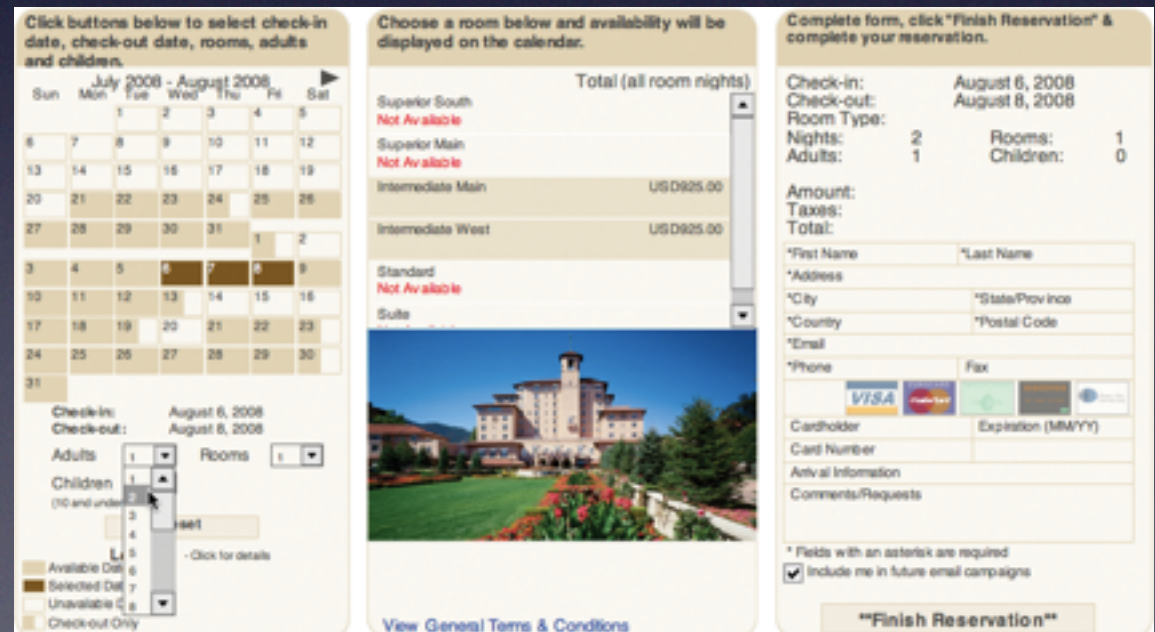 Click buttons below to select check-in
date, check-out date, rooms, adults
and children.
July 2008 - August 2008
Sun Mon Tue Wed Thu Fri Sat
1 2 3 4 5
6 7 8 9 10 11 12
13 14 15 16 17 18 19
20 21 22 23 24 25 26
27 28 29 30 31
1 2
3 4 5 6 7 8 9
10 11 12 13 14 15 16
17 18 19 20 21 22 23
24 25 26 27 28 29 30
31
Check-in: August 6, 2008
Check-out: August 8, 2008
Adults 1 Rooms 1
Children
(10 and under
1
2
3
4
5
6
7
8
set
- Click for details
Available Dat
Selected Dat
Unavailable D
Check-out Only
Choose a room below and availability will be
displayed on the calendar.
Total (all room nights)
Superior South
Not Available
Superior Main
Not Available
Intermediate Main USD925.00
Intermediate West USD925.00
Standard
Not Available
Suite
View General Terms & Conditions
Complete form, click "Finish Reservation" &
complete your reservation.
Check-in: August 6, 2008
Check-out: August 8, 2008
Room Type:
Nights: 2 Rooms: 1
Adults: 1 Children: 0
Amount:
Taxes:
Total:
*First Name *Last Name
*Address
*City *State/Province
*Country *Postal Code
*Email
*Phone Fax
VISA MasterCard
Cardholder Expiration (MM/YY)
Card Number
Arrival Information
Comments/Requests
* Fields with an asterisk are required
Include me in future email campaigns
**Finish Reservation**